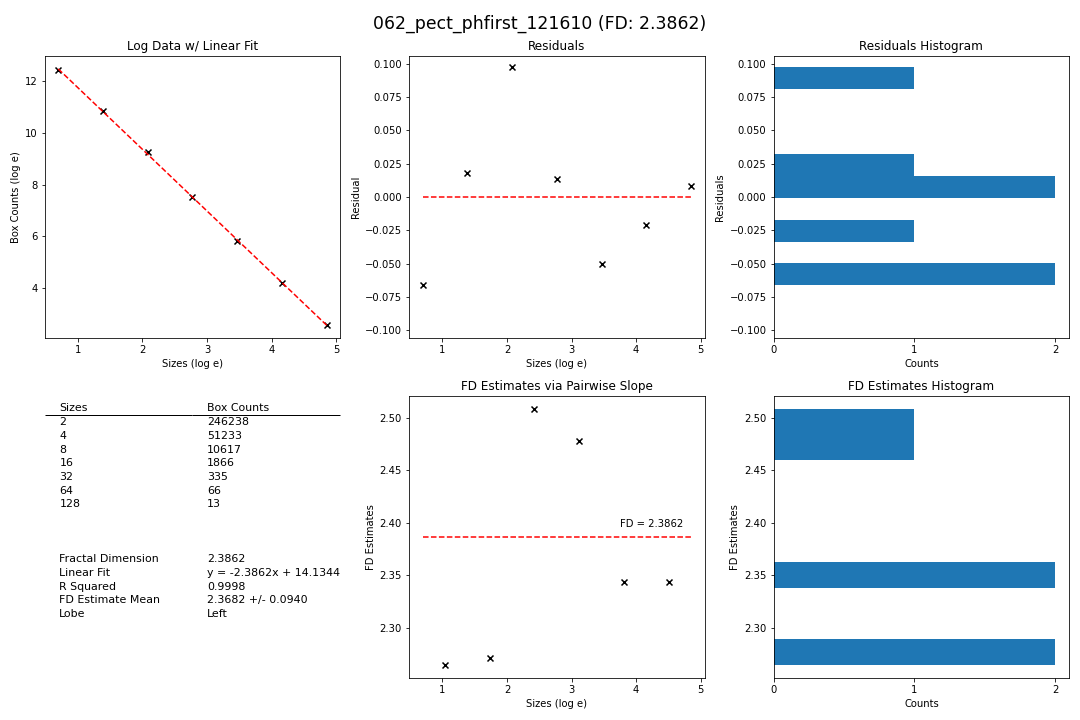 062_pect_phfirst_121610 (FD: 2.3862)
Log Data w/ Linear Fit
Box Counts (log e)
12
10
8
6
4
1
2
3
4
5
Sizes (log e)
Residuals
Residual
0.100
0.075
0.050
0.025
0.000
−0.025
−0.050
−0.075
−0.100
1
2
3
4
5
Sizes (log e)
Residuals Histogram
Residuals
0.100
0.075
0.050
0.025
0.000
−0.025
−0.050
−0.075
−0.100
0
1
2
Counts
Sizes Box Counts
2 246238
4 51233
8 10617
16 1866
32 335
64 66
128 13
Fractal Dimension 2.3862
Linear Fit y = -2.3862x + 14.1344
R Squared 0.9998
FD Estimate Mean 2.3682 +/- 0.0940
Lobe Left
FD Estimates via Pairwise Slope
FD Estimates
2.50
2.45
2.40
2.35
2.30
FD = 2.3862
1
2
3
4
5
Sizes (log e)
FD Estimates Histogram
FD Estimates
2.50
2.45
2.40
2.35
2.30
0
1
2
Counts